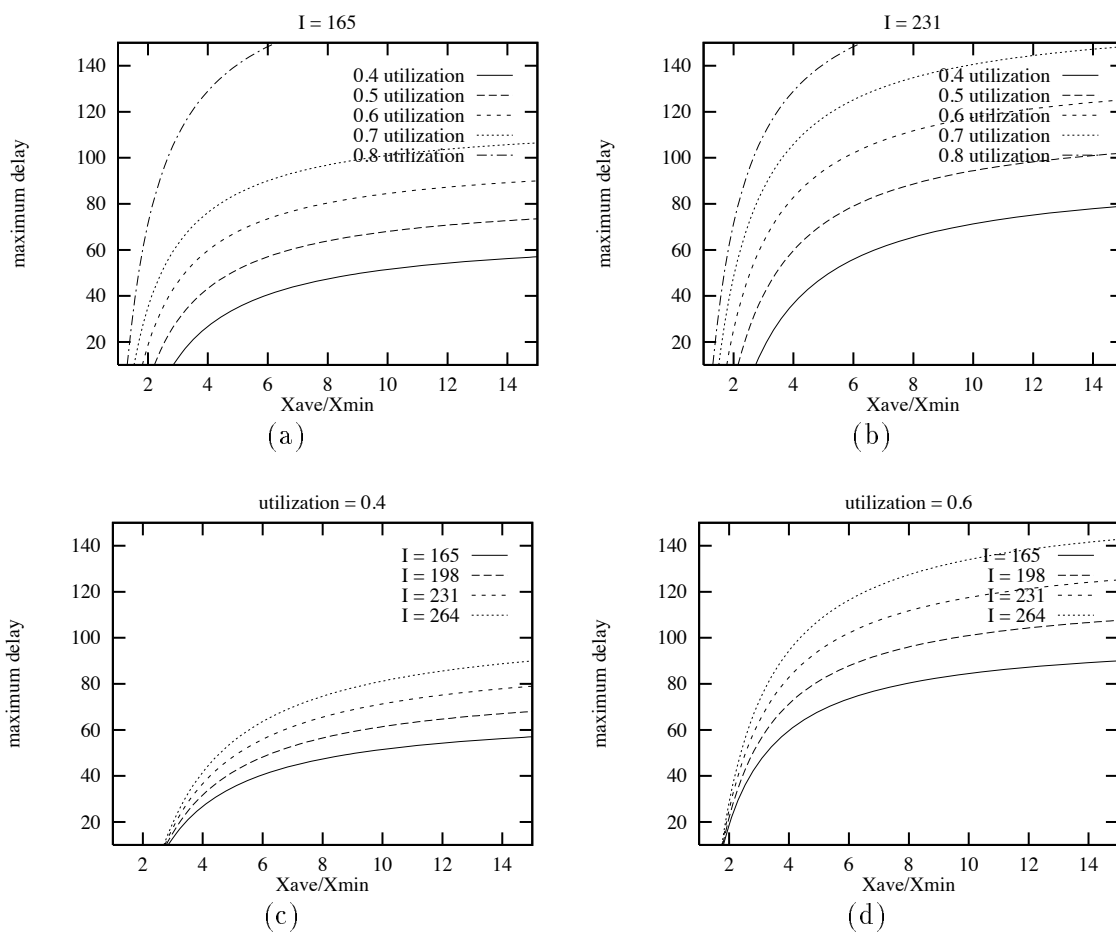 I = 165
maximum delay
140
120
100
80
60
40
20
0.4 utilization
0.5 utilization
0.6 utilization
0.7 utilization
0.8 utilization
2 4 6 8 10 12 14
Xave/Xmin
(a)
I = 231
maximum delay
140
120
100
80
60
40
20
0.4 utilization
0.5 utilization
0.6 utilization
0.7 utilization
0.8 utilization
2 4 6 8 10 12 14
Xave/Xmin
(b)
utilization = 0.4
maximum delay
140
120
100
80
60
40
20
I = 165
I = 198
I = 231
I = 264
2 4 6 8 10 12 14
Xave/Xmin
(c)
utilization = 0.6
maximum delay
140
120
100
80
60
40
20
I = 165
I = 198
I = 231
I = 264
2 4 6 8 10 12 14
Xave/Xmin
(d)